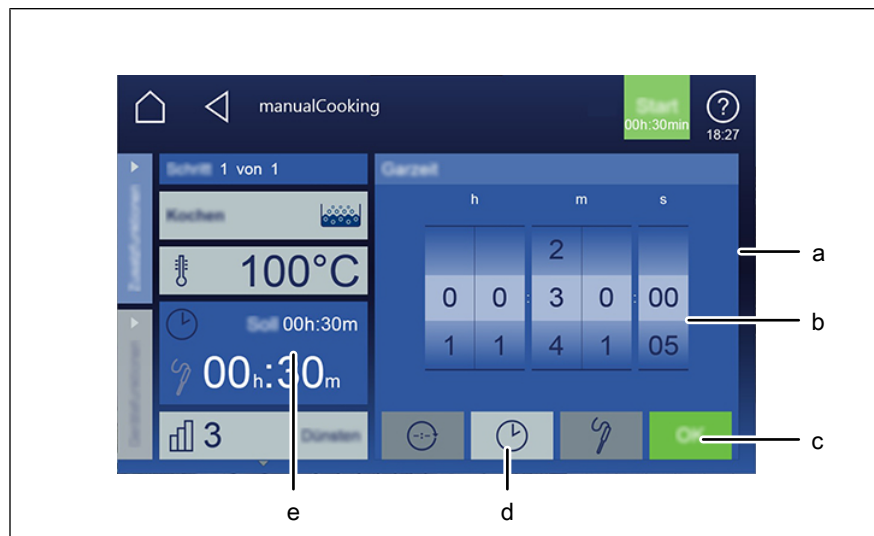 manualCooking
Start
00h:30min
18:27
Schritt 1 von 1
Garzeit
Zusatzfunktionen
Kochen
100°C
Soll 00h:30m
00h:30m
3 Dünsten
h m s
2
0 0 : 3 0 : 00
1 1 4 1 05
OK
a
b
c
d
e